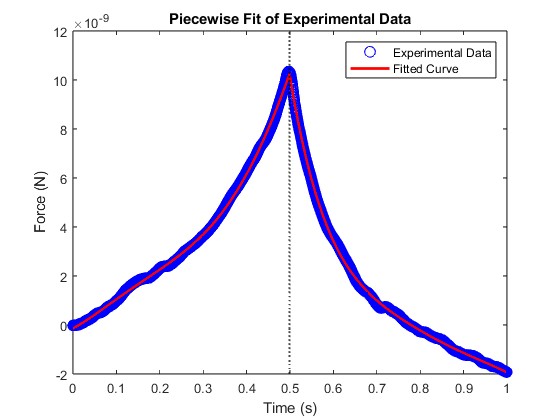 Piecewise Fit of Experimental Data
×10⁻⁹
12
10
8
6
4
2
0
-2
Force (N)
Experimental Data
Fitted Curve
0 0.1 0.2 0.3 0.4 0.5 0.6 0.7 0.8 0.9 1
Time (s)